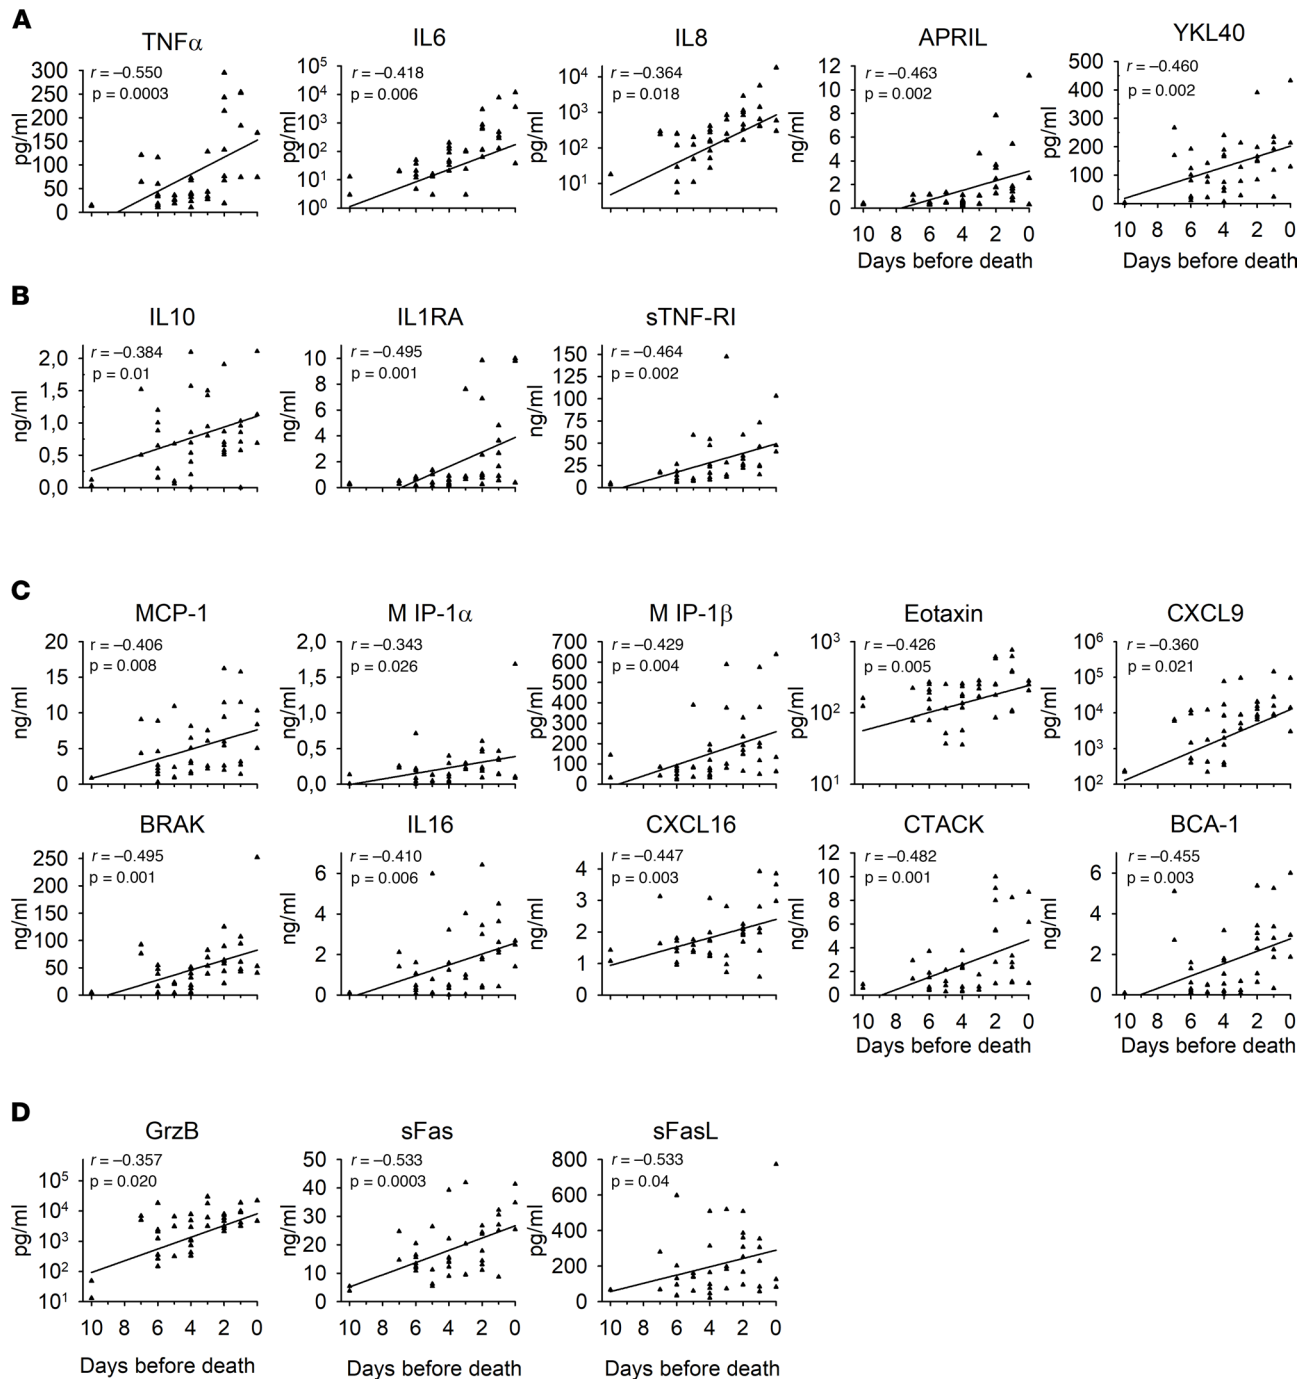 A
TNFα
r = –0.550
p = 0.0003
pg/ml
300
250
200
150
100
50
0
IL6
r = –0.418
p = 0.006
pg/ml
10⁵
10⁴
10³
10²
10¹
10⁰
IL8
r = –0.364
p = 0.018
pg/ml
10⁴
10³
10²
10¹
APRIL
r = –0.463
p = 0.002
ng/ml
12
10
8
6
4
2
0
10 8 6 4 2 0
Days before death
YKL40
r = –0.460
p = 0.002
pg/ml
500
400
300
200
100
0
10 8 6 4 2 0
Days before death
B
IL10
r = –0.384
p = 0.01
ng/ml
2,0
1,5
1,0
0,5
0,0
IL1RA
r = –0.495
p = 0.001
ng/ml
10
8
6
4
2
0
sTNF-RI
r = –0.464
p = 0.002
ng/ml
150
125
100
75
50
25
0
C
MCP-1
r = –0.406
p = 0.008
ng/ml
20
15
10
5
0
M IP-1α
r = –0.343
p = 0.026
ng/ml
2,0
1,5
1,0
0,5
0,0
M IP-1β
r = –0.429
p = 0.004
pg/ml
700
600
500
400
300
200
100
0
Eotaxin
r = –0.426
p = 0.005
pg/ml
10³
10²
10¹
CXCL9
r = –0.360
p = 0.021
pg/ml
10⁶
10⁵
10⁴
10³
10²
BRAK
r = –0.495
p = 0.001
ng/ml
250
200
150
100
50
0
IL16
r = –0.410
p = 0.006
ng/ml
6
4
2
0
CXCL16
r = –0.447
p = 0.003
ng/ml
4
3
2
1
0
CTACK
r = –0.482
p = 0.001
ng/ml
12
10
8
6
4
2
0
10 8 6 4 2 0
Days before death
BCA-1
r = –0.455
p = 0.003
ng/ml
6
4
2
0
10 8 6 4 2 0
Days before death
D
GrzB
r = –0.357
p = 0.020
pg/ml
10⁵
10⁴
10³
10²
10¹
10 8 6 4 2 0
Days before death
sFas
r = –0.533
p = 0.0003
ng/ml
50
40
30
20
10
0
10 8 6 4 2 0
Days before death
sFasL
r = –0.533
p = 0.04
pg/ml
800
600
400
200
0
10 8 6 4 2 0
Days before death